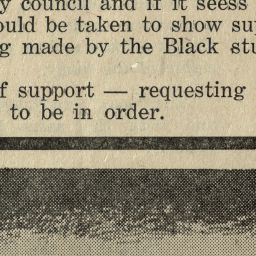 y council and if it seess
ould be taken to show sup
g made by the Black stu
f support — requesting
to be in order.